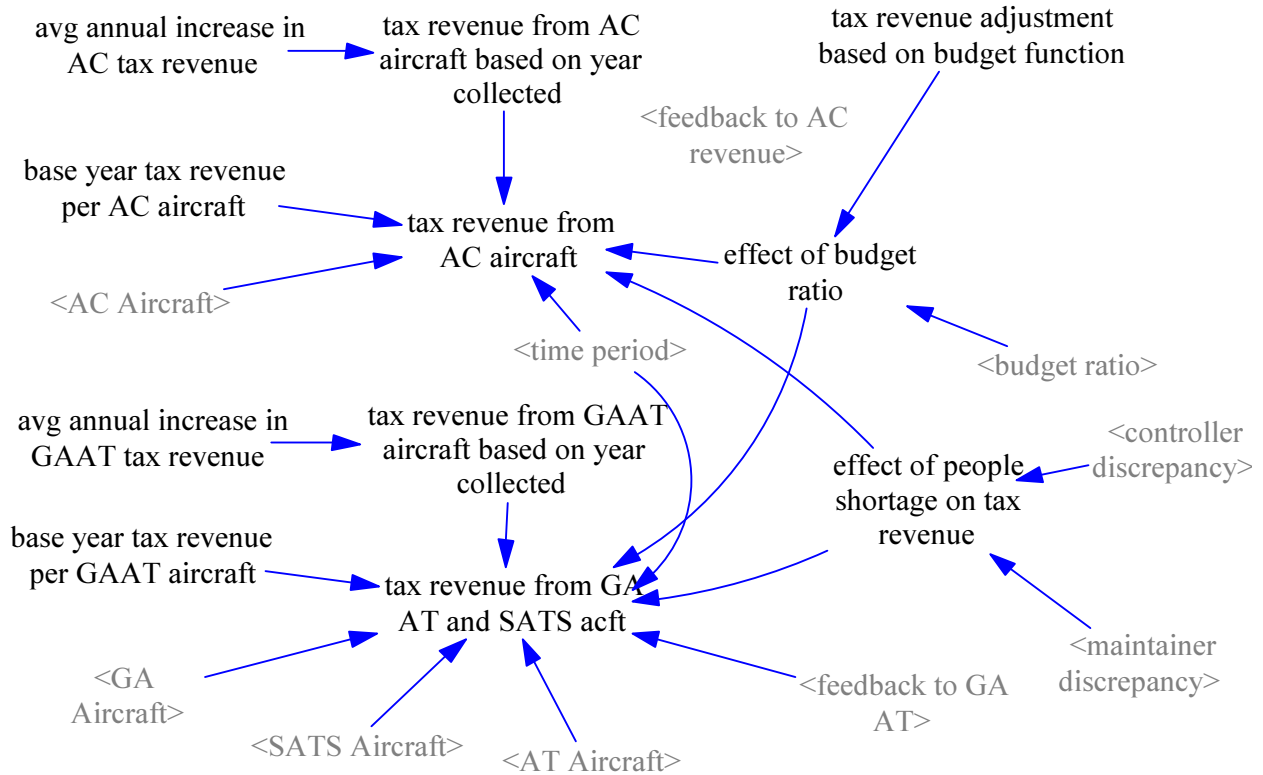 avg annual increase in
AC tax revenue
tax revenue from AC
aircraft based on year
collected
tax revenue adjustment
based on budget function
<feedback to AC
revenue>
base year tax revenue
per AC aircraft
tax revenue from
AC aircraft
effect of budget
ratio
<AC Aircraft>
<time period>
<budget ratio>
avg annual increase in
GAAT tax revenue
tax revenue from GAAT
aircraft based on year
collected
<controller
discrepancy>
effect of people
shortage on tax
revenue
base year tax revenue
per GAAT aircraft
tax revenue from GA
AT and SATS acft
<GA
Aircraft>
<SATS Aircraft>
<AT Aircraft>
<feedback to GA
AT>
<maintainer
discrepancy>